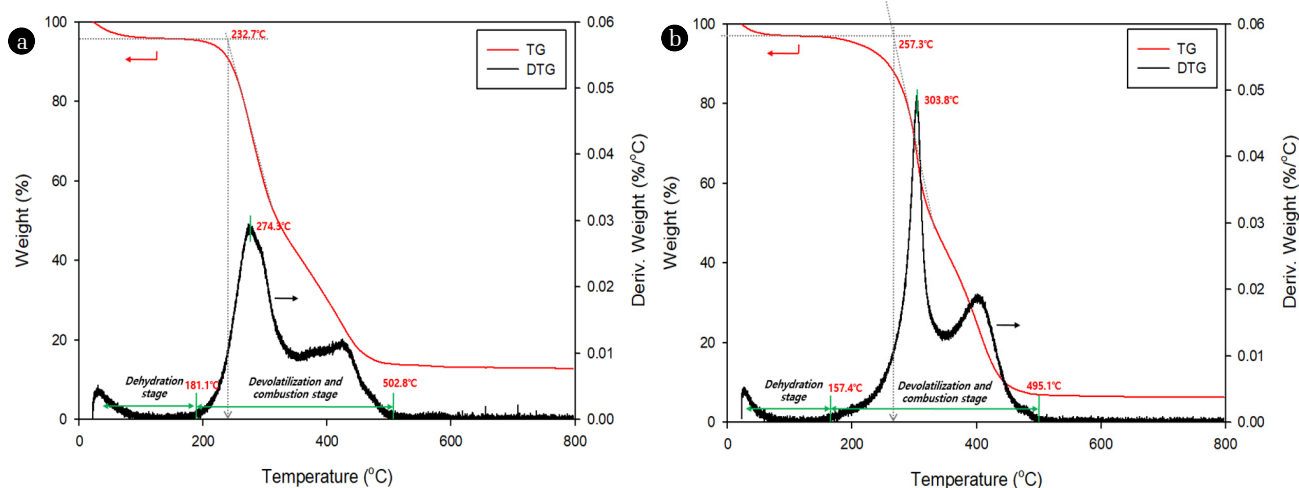 a
Weight (%)
100
80
60
40
20
0
0.06
0.05
0.04
0.03
0.02
0.01
0.00
Deriv. Weight (%/°C)
232.7℃
TG
DTG
274.3℃
Dehydration
stage
181.1℃
Devolatilization and
combustion stage
502.8℃
0 200 400 600 800
Temperature (°C)
b
Weight (%)
100
80
60
40
20
0
0.06
0.05
0.04
0.03
0.02
0.01
0.00
Deriv. Weight (%/°C)
257.3℃
TG
DTG
303.8℃
Dehydration
stage
157.4℃
Devolatilization and
combustion stage
495.1℃
0 200 400 600 800
Temperature (°C)